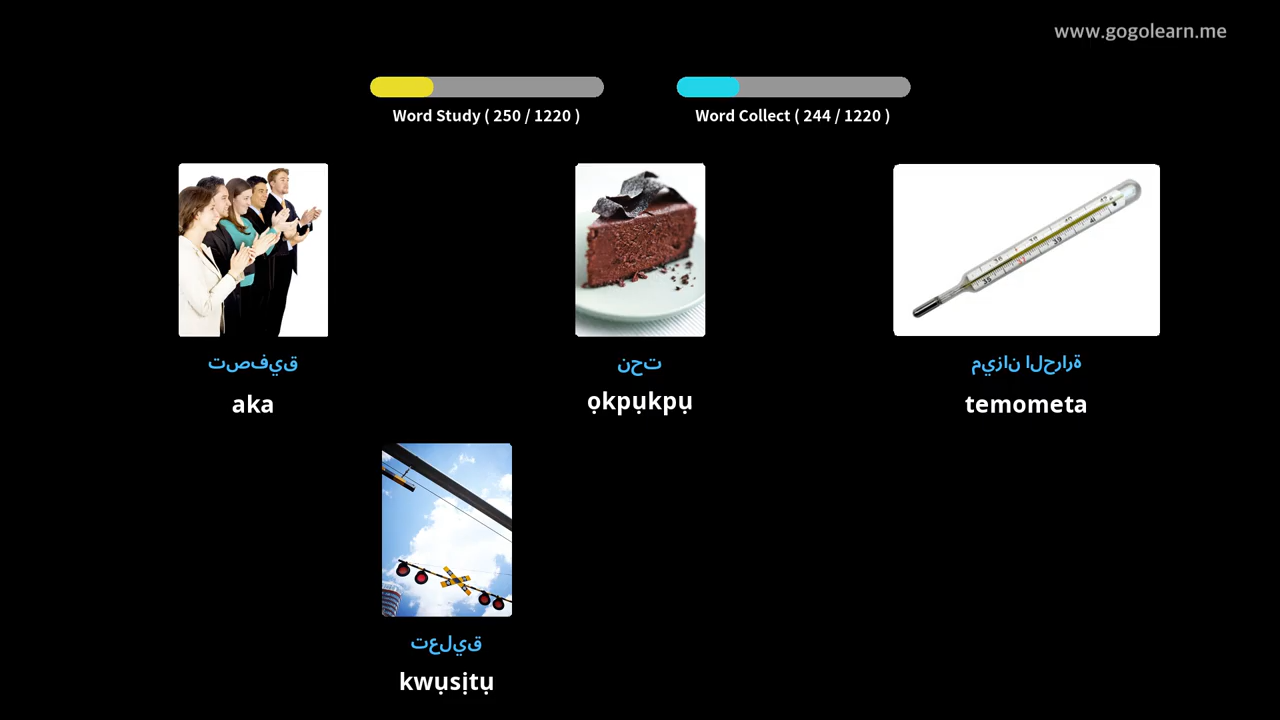 www.gogolearn.me
Word Study ( 250 / 1220 )
Word Collect ( 244 / 1220 )
تصفيق
aka
نحت
ọkpụkpụ
ميزان الحرارة
temometa
تعليق
kwụsịtụ